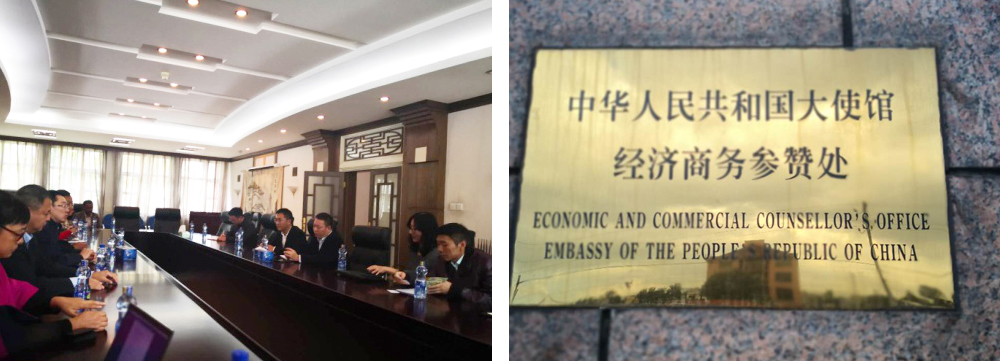 中华人民共和国大使馆
经济商务参赞处
ECONOMIC AND COMMERCIAL COUNSELLOR'S OFFICE
EMBASSY OF THE PEOPLE'S REPUBLIC OF CHINA